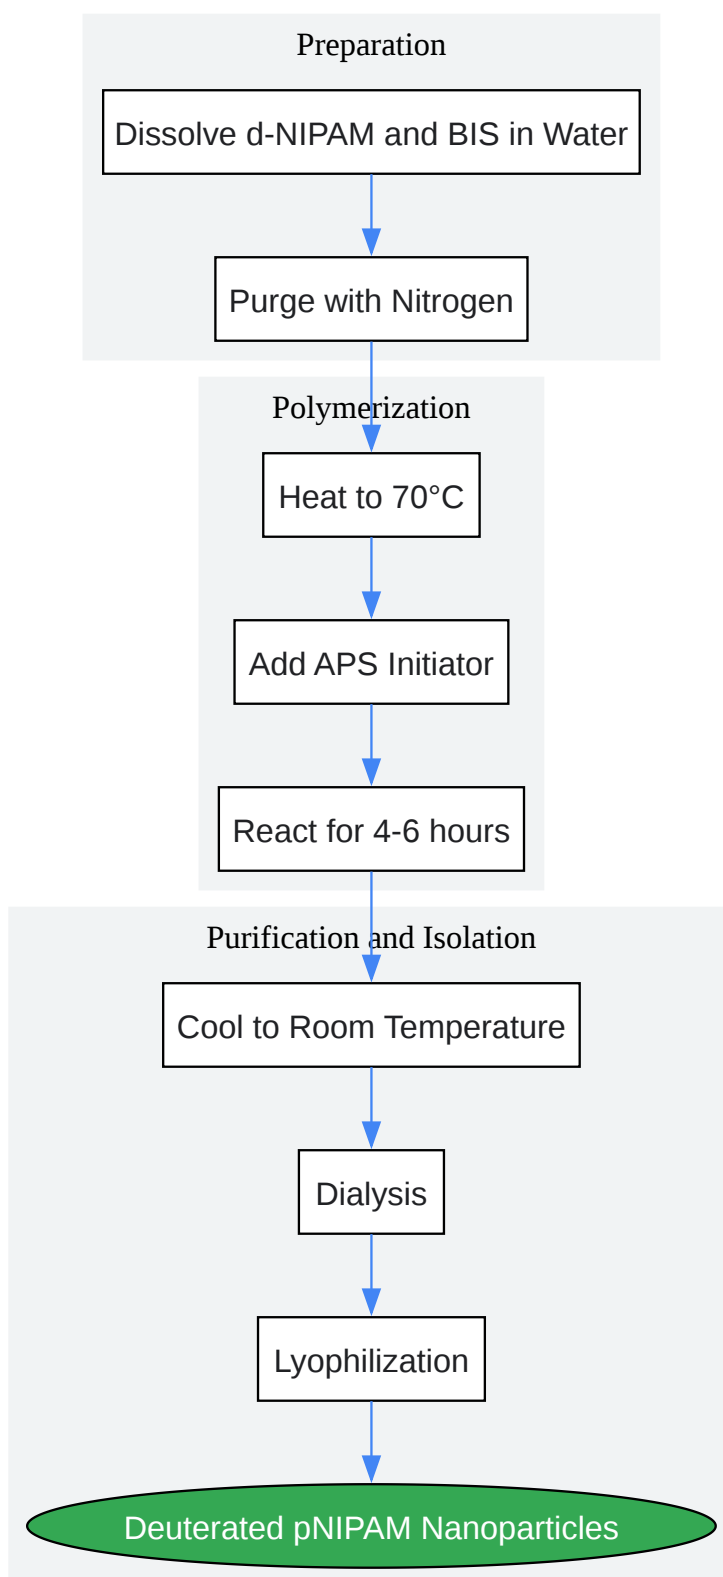 Preparation
Dissolve d-NIPAM and BIS in Water
Purge with Nitrogen
Polymerization
Heat to 70°C
Add APS Initiator
React for 4-6 hours
Purification and Isolation
Cool to Room Temperature
Dialysis
Lyophilization
Deuterated pNIPAM Nanoparticles